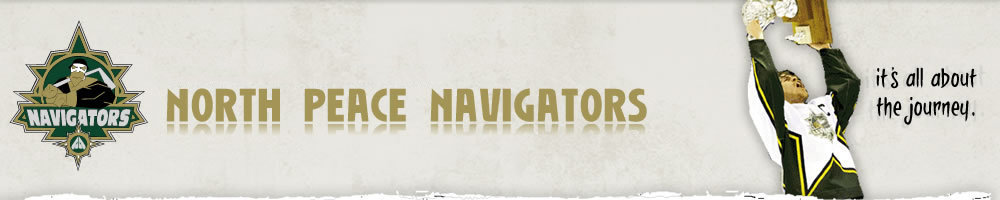 NAVIGATORS
NORTH PEACE NAVIGATORS
it's all about
the journey.